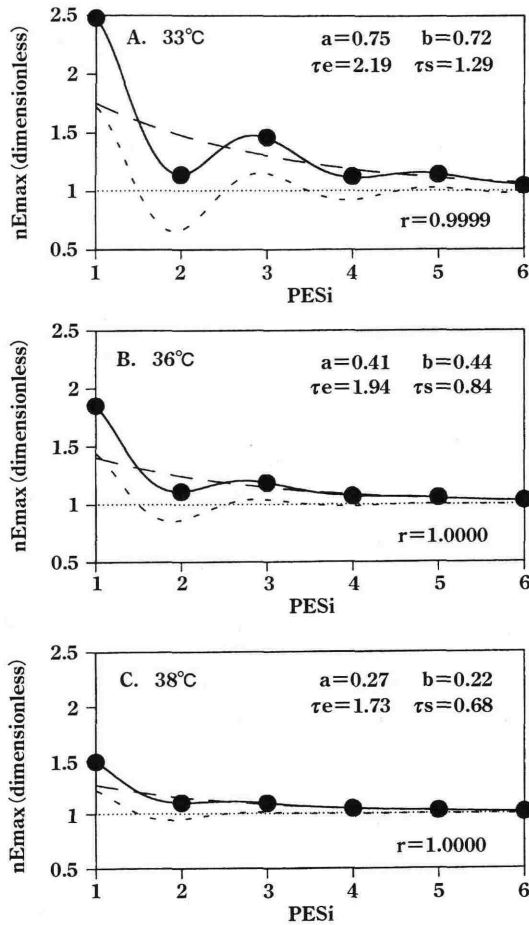 2.5
A. 33℃
a=0.75 b=0.72
τe=2.19 τs=1.29
2
1.5
1
0.5
r=0.9999
nEmax (dimensionless)
1 2 3 4 5 6
PESi
2.5
B. 36℃
a=0.41 b=0.44
τe=1.94 τs=0.84
2
1.5
1
0.5
r=1.0000
nEmax (dimensionless)
1 2 3 4 5 6
PESi
2.5
C. 38℃
a=0.27 b=0.22
τe=1.73 τs=0.68
2
1.5
1
0.5
r=1.0000
nEmax (dimensionless)
1 2 3 4 5 6
PESi